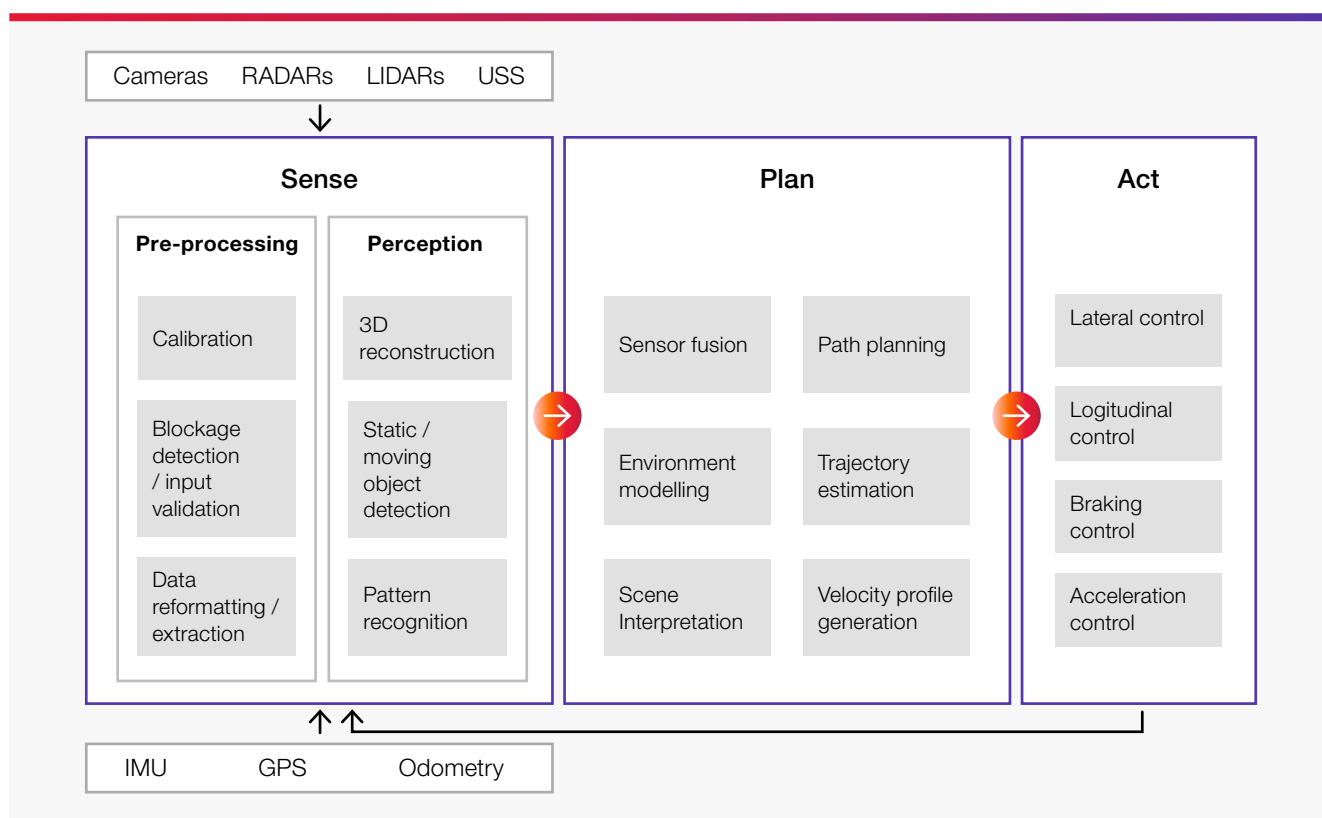 Cameras RADARs LIDARs USS
Sense
Pre-processing
Calibration
Blockage
detection
/ input
validation
Data
reformatting /
extraction
Perception
3D
reconstruction
Static /
moving
object
detection
Pattern
recognition
Plan
Sensor fusion
Environment
modelling
Scene
Interpretation
Path planning
Trajectory
estimation
Velocity profile
generation
Act
Lateral control
Logitudinal
control
Braking
control
Acceleration
control
IMU GPS Odometry